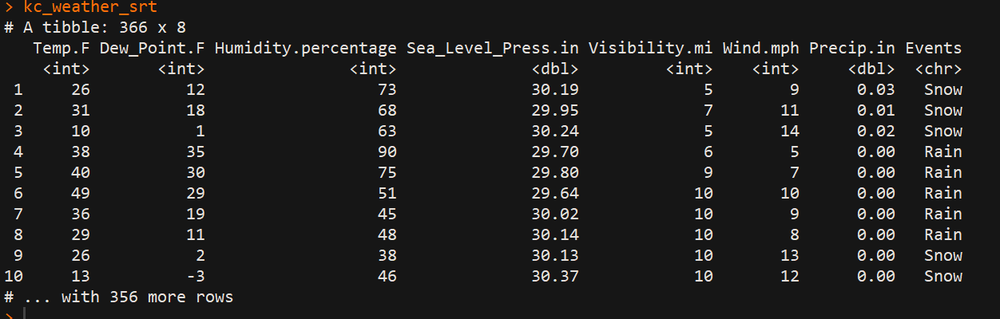 > kc_weather_srt
# A tibble: 366 x 8
   Temp.F Dew_Point.F Humidity.percentage Sea_Level_Press.in Visibility.mi Wind.mph Precip.in Events
    <int>       <int>               <int>              <dbl>         <int>    <int>     <dbl>  <chr>
 1     26          12                  73              30.19             5        9      0.03   Snow
 2     31          18                  68              29.95             7       11      0.01   Snow
 3     10           1                  63              30.24             5       14      0.02   Snow
 4     38          35                  90              29.70             6        5      0.00   Rain
 5     40          30                  75              29.80             9        7      0.00   Rain
 6     49          29                  51              29.64            10       10      0.00   Rain
 7     36          19                  45              30.02            10        9      0.00   Rain
 8     29          11                  48              30.14            10        8      0.00   Rain
 9     26           2                  38              30.13            10       13      0.00   Snow
10     13          -3                  46              30.37            10       12      0.00   Snow
# ... with 356 more rows
>